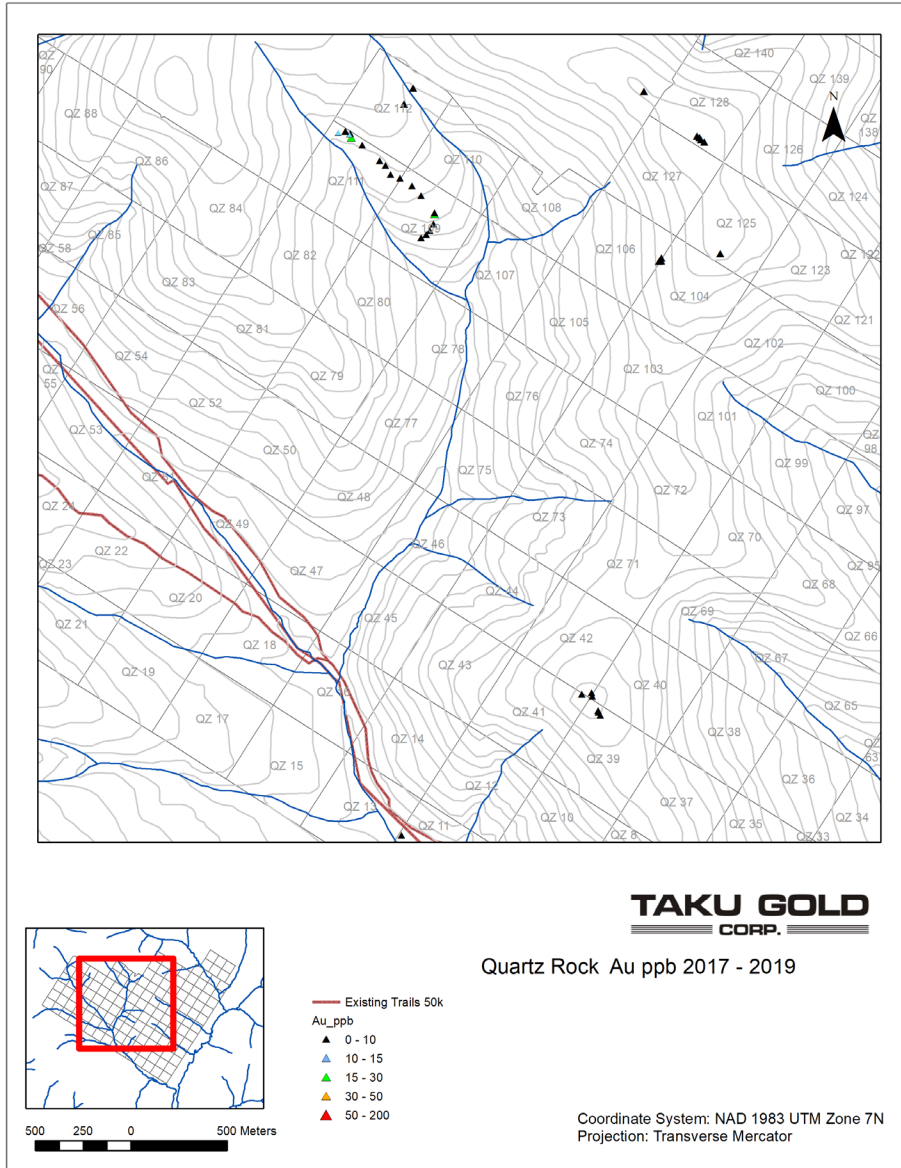 QZ 90
QZ 140
QZ 139
QZ 88
QZ 112
QZ 128
N
QZ 138
QZ 86
QZ 110
QZ 126
QZ 87
QZ 111
QZ 127
QZ 124
QZ 84
QZ 108
QZ 85
QZ 109
QZ 125
QZ 58
QZ 82
QZ 106
QZ 122
QZ 83
QZ 107
QZ 123
QZ 56
QZ 80
QZ 104
QZ 81
QZ 105
QZ 121
QZ 54
QZ 78
QZ 102
QZ 55
QZ 79
QZ 103
QZ 52
QZ 76
QZ 100
QZ 53
QZ 77
QZ 101
QZ 50
QZ 74
QZ 98
QZ 51
QZ 75
QZ 99
QZ 48
QZ 72
QZ 24
QZ 49
QZ 73
QZ 97
QZ 22
QZ 46
QZ 70
QZ 23
QZ 47
QZ 71
QZ 95
QZ 20
QZ 44
QZ 68
QZ 21
QZ 45
QZ 69
QZ 18
QZ 42
QZ 66
QZ 19
QZ 43
QZ 67
QZ 16
QZ 40
QZ 17
QZ 41
QZ 65
QZ 14
QZ 38
QZ 63
QZ 15
QZ 39
QZ 12
QZ 36
QZ 13
QZ 37
QZ 11
QZ 10
QZ 8
QZ 35
QZ 34
QZ 33
TAKU GOLD
CORP.
Quartz Rock Au ppb 2017 - 2019
Existing Trails 50k
Au_ppb
0 - 10
10 - 15
15 - 30
30 - 50
50 - 200
500 250 0 500 Meters
Coordinate System: NAD 1983 UTM Zone 7N
Projection: Transverse Mercator